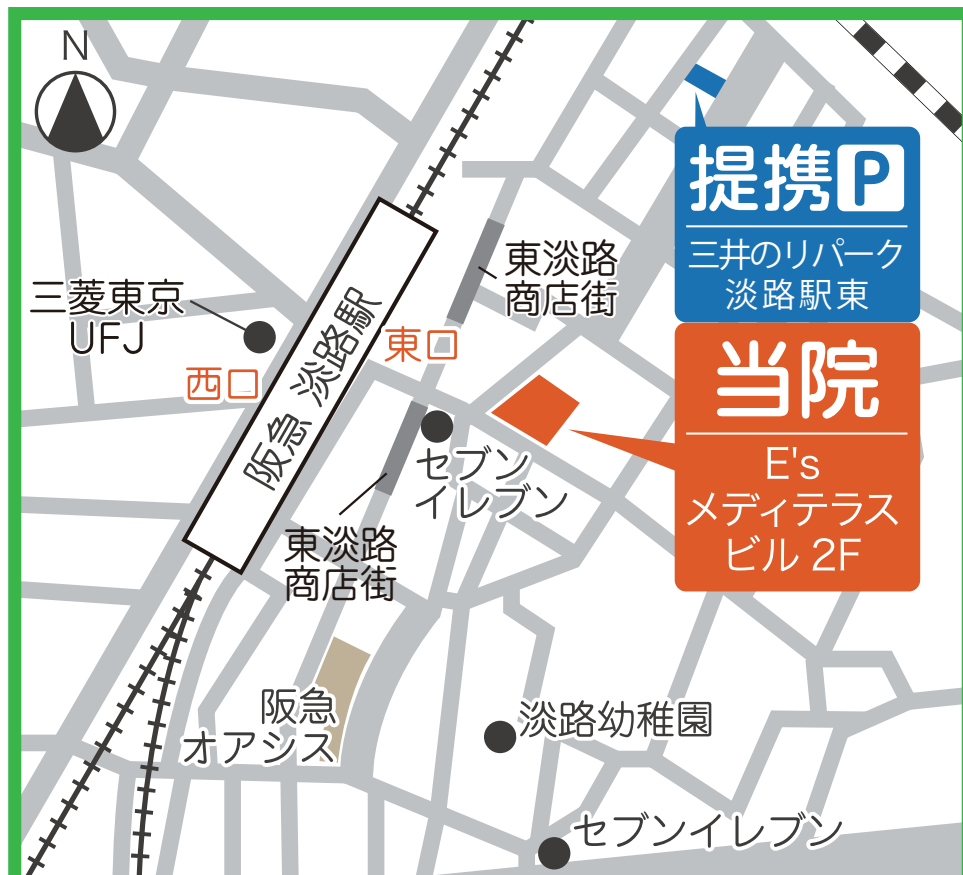 N
提携P
三井のリパーク
淡路駅東
東淡路
商店街
三菱東京
UFJ
東口
西口
阪急 淡路駅
当院
E's
メディテラス
ビル 2F
セブン
イレブン
東淡路
商店街
阪急
オアシス
淡路幼稚園
セブンイレブン